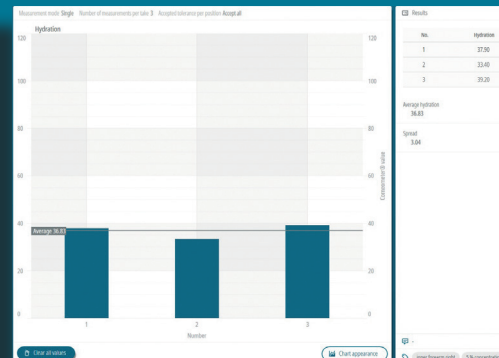 Measurement mode Single Number of measurements per take 3 Accepted tolerance per position Accept all
Hydration
120 120
100 100
80 80
60 60
40 40
20 20
0 0
Average 36.83
1 2 3
Number
Clear all values
Chart appearance
Results
No. Hydration
1 37.90
2 33.40
3 39.20
Average hydration
36.83
Spread
3.04
-
inner forearm right